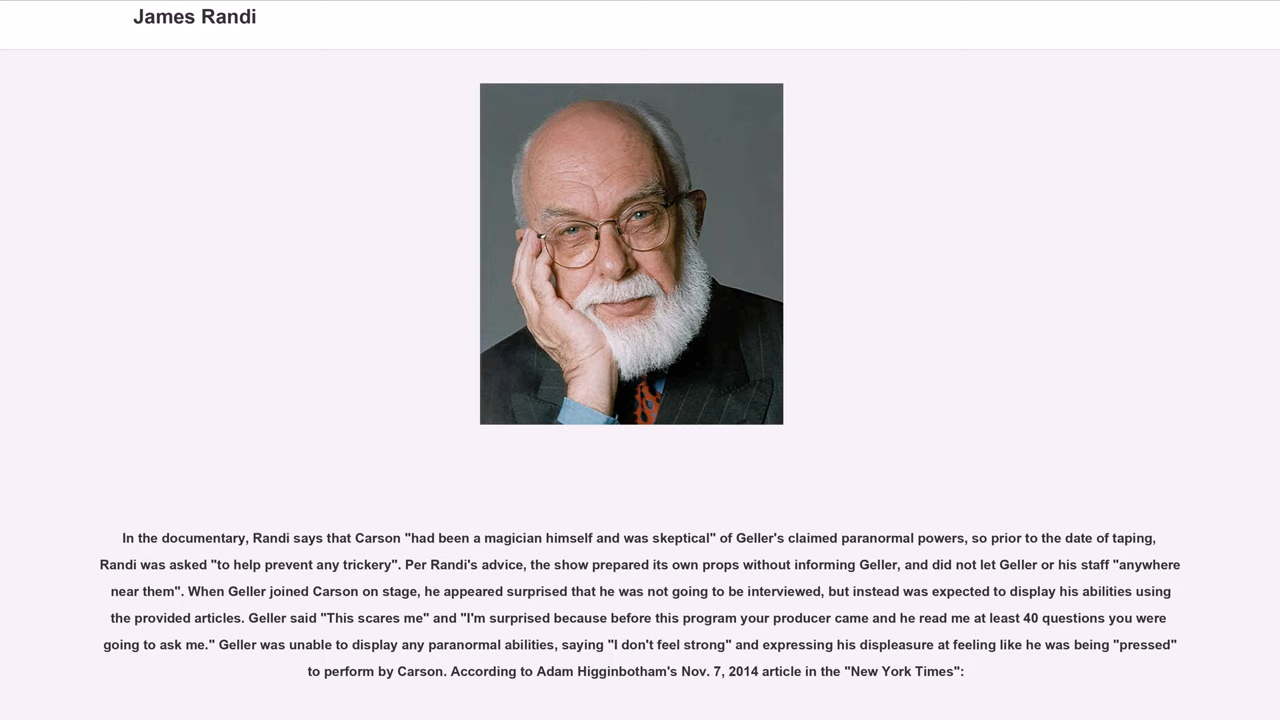 James Randi
In the documentary, Randi says that Carson "had been a magician himself and was skeptical" of Geller's claimed paranormal powers, so prior to the date of taping,
Randi was asked "to help prevent any trickery". Per Randi's advice, the show prepared its own props without informing Geller, and did not let Geller or his staff "anywhere
near them". When Geller joined Carson on stage, he appeared surprised that he was not going to be interviewed, but instead was expected to display his abilities using
the provided articles. Geller said "This scares me" and "I'm surprised because before this program your producer came and he read me at least 40 questions you were
going to ask me." Geller was unable to display any paranormal abilities, saying "I don't feel strong" and expressing his displeasure at feeling like he was being "pressed"
to perform by Carson. According to Adam Higginbotham's Nov. 7, 2014 article in the "New York Times":